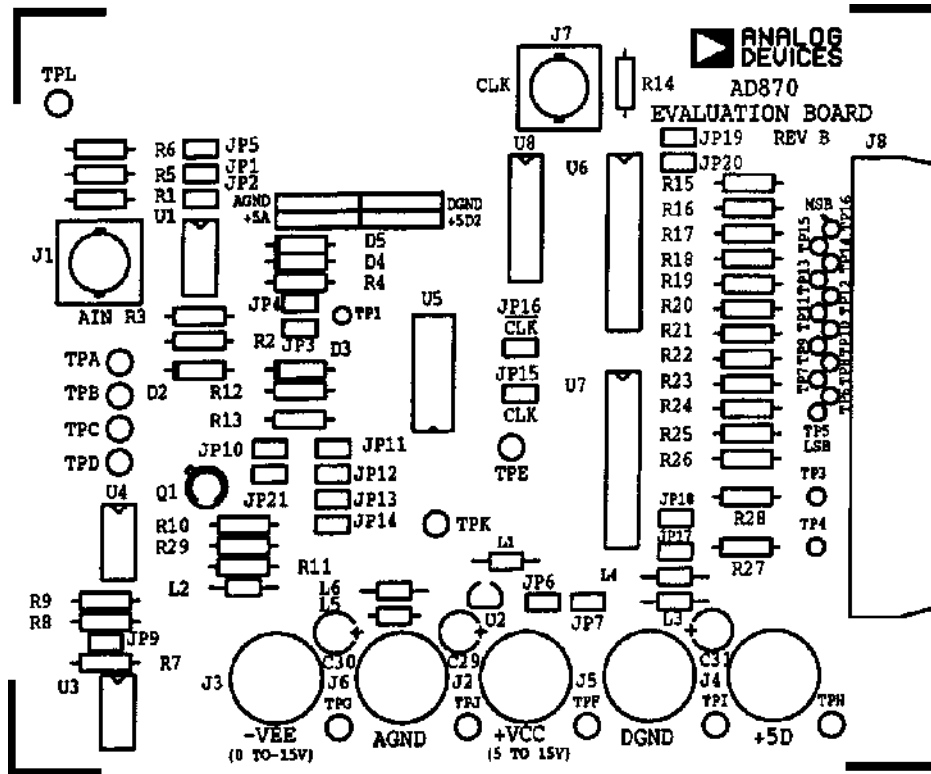 ANALOG
DEVICES
AD870
EVALUATION BOARD
REV B
J7
CLK
R14
TPL
JP19
JP20
J8
U8
U6
R6
JP5
R5
JP1
JP2
R1
U1
AGND
+5A
DGND
+5D2
R15
R16
R17
R18
R19
R20
R21
R22
R23
R24
R25
R26
MSB
TP16
TP15
TP14
TP13
TP12
TP11
TP10
TP9
TP8
TP7
TP6
TP5
LSB
TP3
TP4
J1
AIN
R3
D5
D4
R4
JP4
TP1
R2
JP3
D3
U5
JP16
CLK
JP15
CLK
U7
TPE
TPA
TPB
TPC
TPD
D2
R12
R13
JP10
JP11
JP12
JP21
JP13
JP14
Q1
U4
R10
R29
R11
L2
TPK
L1
JP18
JP17
R28
R27
L4
L6
L5
JP6
U2
JP7
L3
R9
R8
JP9
R7
U3
C30
C29
C31
J3
J6
J2
J5
J4
TPG
TPJ
TPF
TPI
TPH
-VEE
(0 TO-15V)
AGND
+VCC
(5 TO 15V)
DGND
+5D